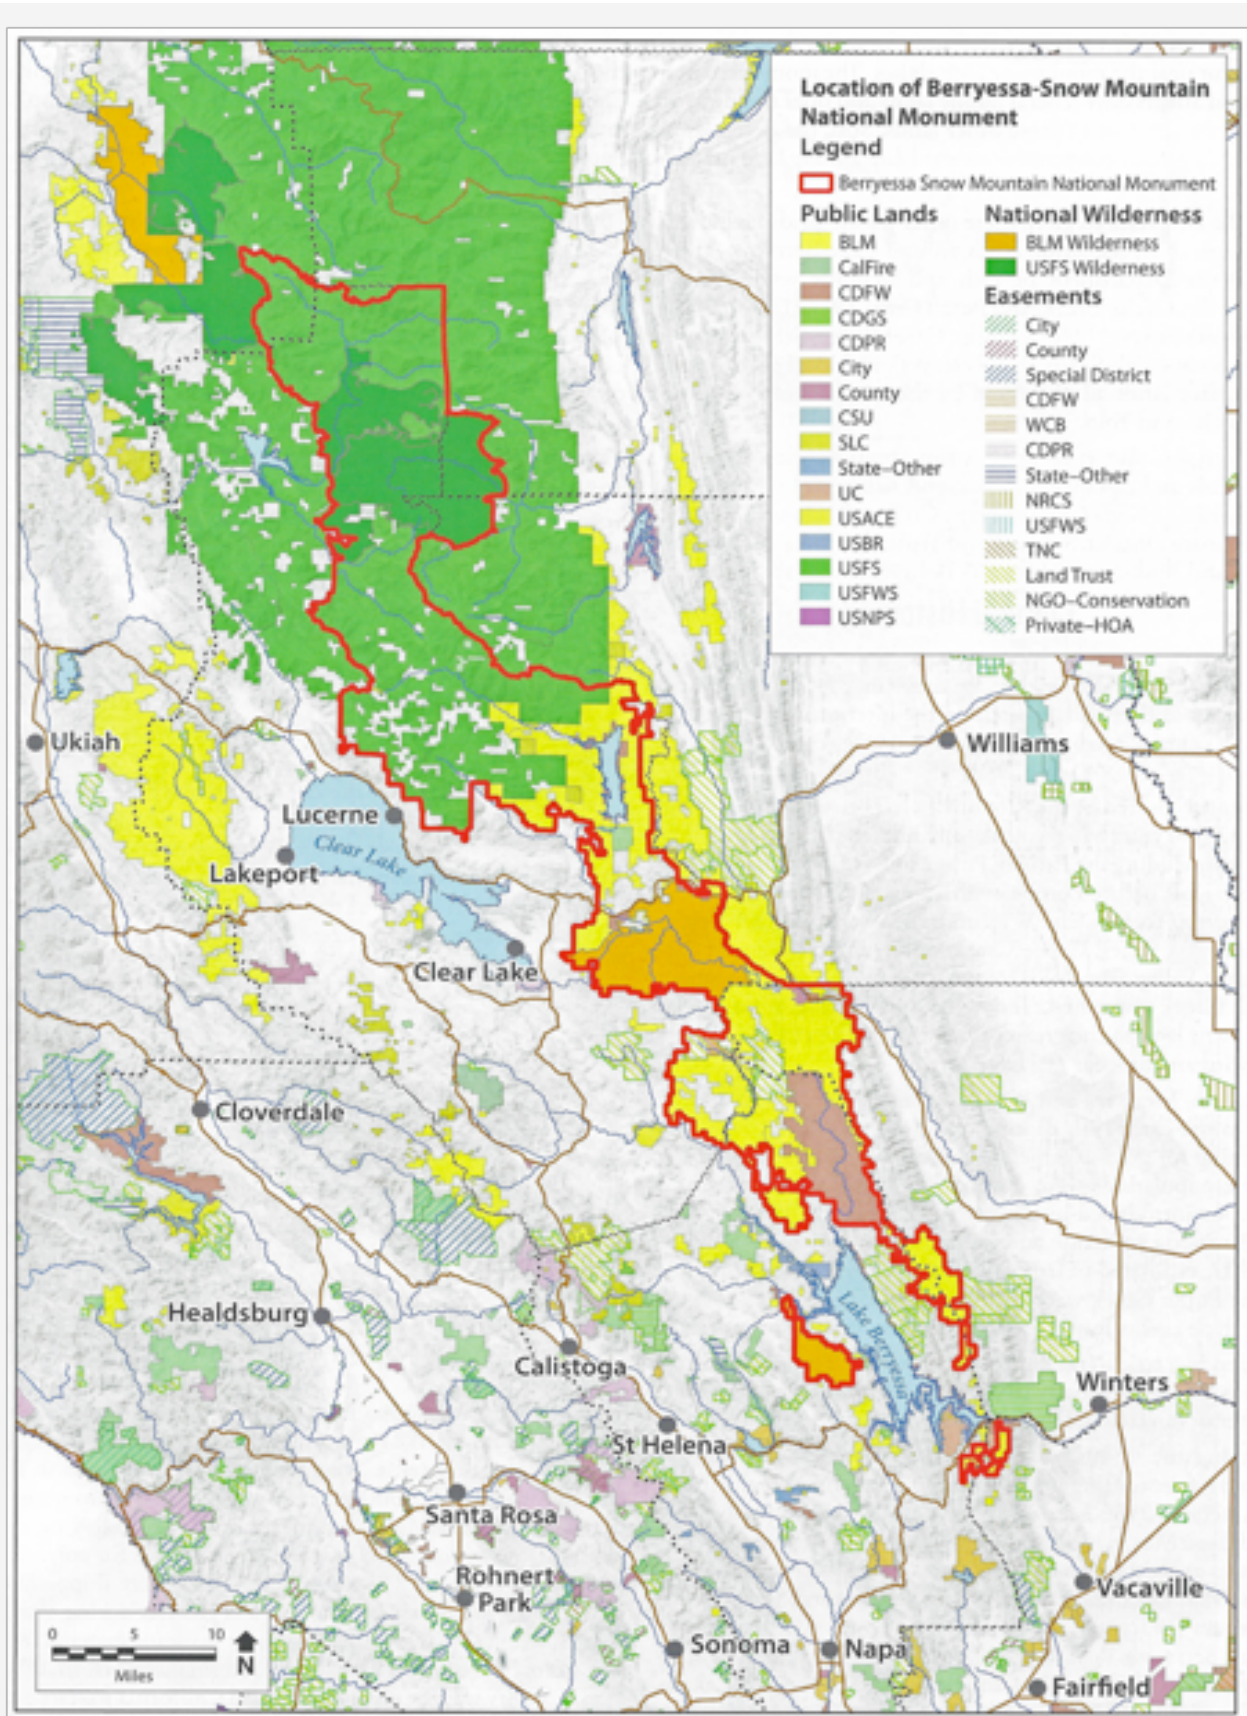 Location of Berryessa-Snow Mountain
National Monument
Legend
Berryessa Snow Mountain National Monument
Public Lands
BLM
CalFire
CDFW
CDGS
CDPR
City
County
CSU
SLC
State–Other
UC
USACE
USBR
USFS
USFWS
USNPS
National Wilderness
BLM Wilderness
USFS Wilderness
Easements
City
County
Special District
CDFW
WCB
CDPR
State–Other
NRCS
USFWS
TNC
Land Trust
NGO–Conservation
Private–HOA
Ukiah
Williams
Lucerne
Clear Lake
Lakeport
Clear Lake
Cloverdale
Healdsburg
Lake Berryessa
Calistoga
Winters
St Helena
Santa Rosa
Rohnert
Park
Vacaville
Sonoma
Napa
Fairfield
0 5 10
Miles
N